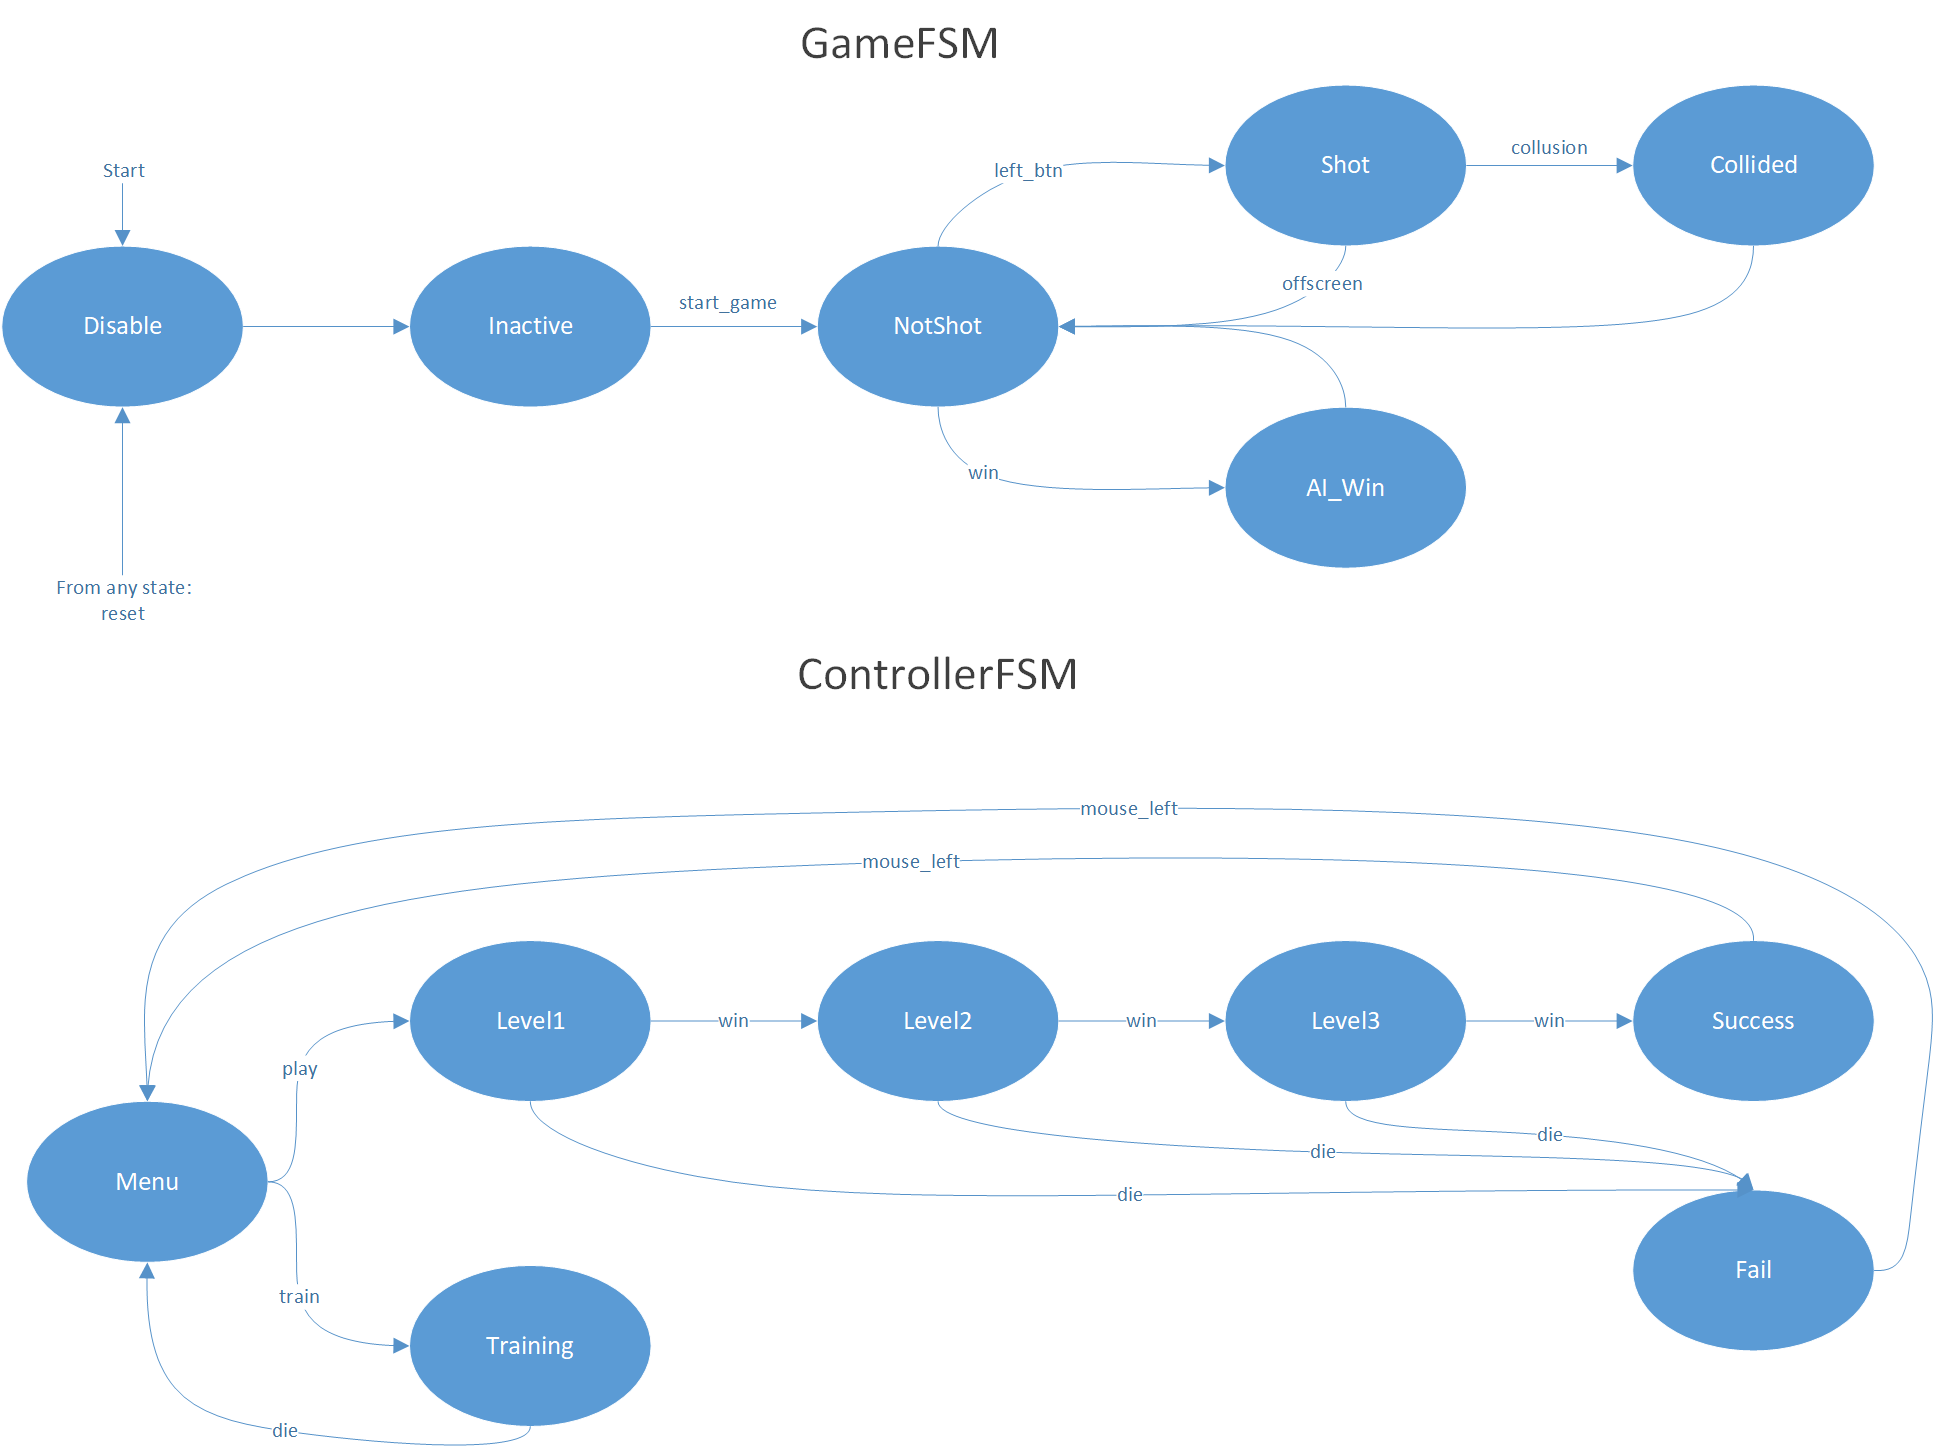 GameFSM
Start
left_btn
Shot
collusion
Collided
Disable
Inactive
start_game
NotShot
offscreen
win
AI_Win
From any state:
reset
ControllerFSM
mouse_left
mouse_left
Level1
win
Level2
win
Level3
win
Success
play
die
die
die
Menu
Fail
train
Training
die